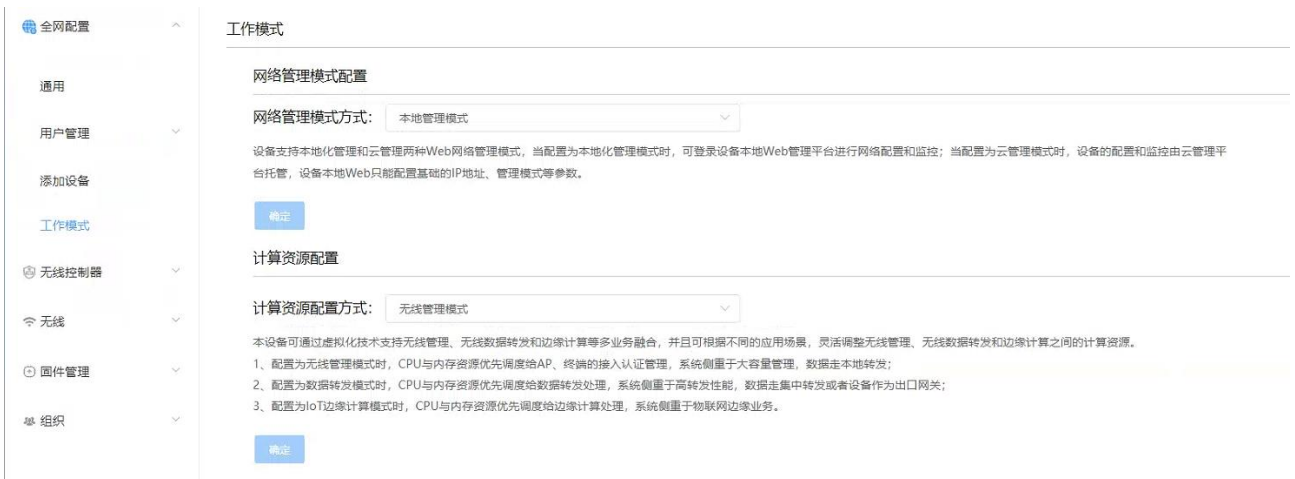 全网配置
通用
用户管理
添加设备
工作模式
无线控制器
无线
固件管理
组织
工作模式
网络管理模式配置
网络管理模式方式： 本地管理模式
设备支持本地化管理和云管理两种Web网络管理模式，当配置为本地化管理模式时，可登录设备本地Web管理平台进行网络配置和监控；当配置为云管理模式时，设备的配置和监控由云管理平
台托管，设备本地Web只能配置基础的IP地址、管理模式等参数。
确定
计算资源配置
计算资源配置方式： 无线管理模式
本设备可通过虚拟化技术支持无线管理、无线数据转发和边缘计算等多业务融合，并且可根据不同的应用场景，灵活调整无线管理、无线数据转发和边缘计算之间的计算资源。
1、配置为无线管理模式时，CPU与内存资源优先调度给AP、终端的接入认证管理，系统侧重于大容量管理，数据走本地转发；
2、配置为数据转发模式时，CPU与内存资源优先调度给数据转发处理，系统侧重于高转发性能，数据走集中转发或者设备作为出口网关；
3、配置为IoT边缘计算模式时，CPU与内存资源优先调度给边缘计算处理，系统侧重于物联网边缘业务。
确定